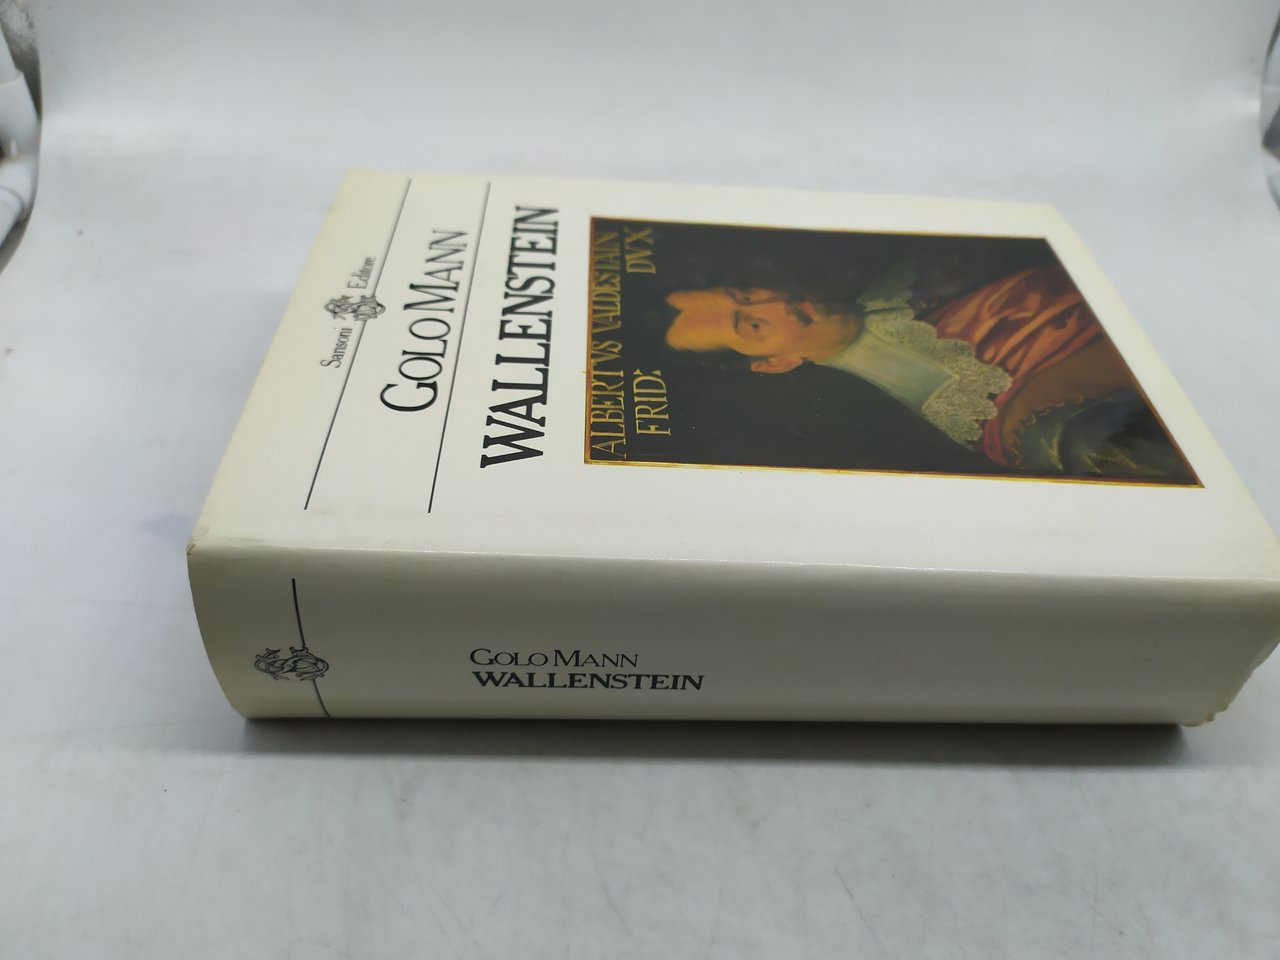 Sansoni Editore
GOLO MANN
WALLENSTEIN
ALBERTVS VALDESTAIN
FRID: DVX
GOLO MANN
WALLENSTEIN